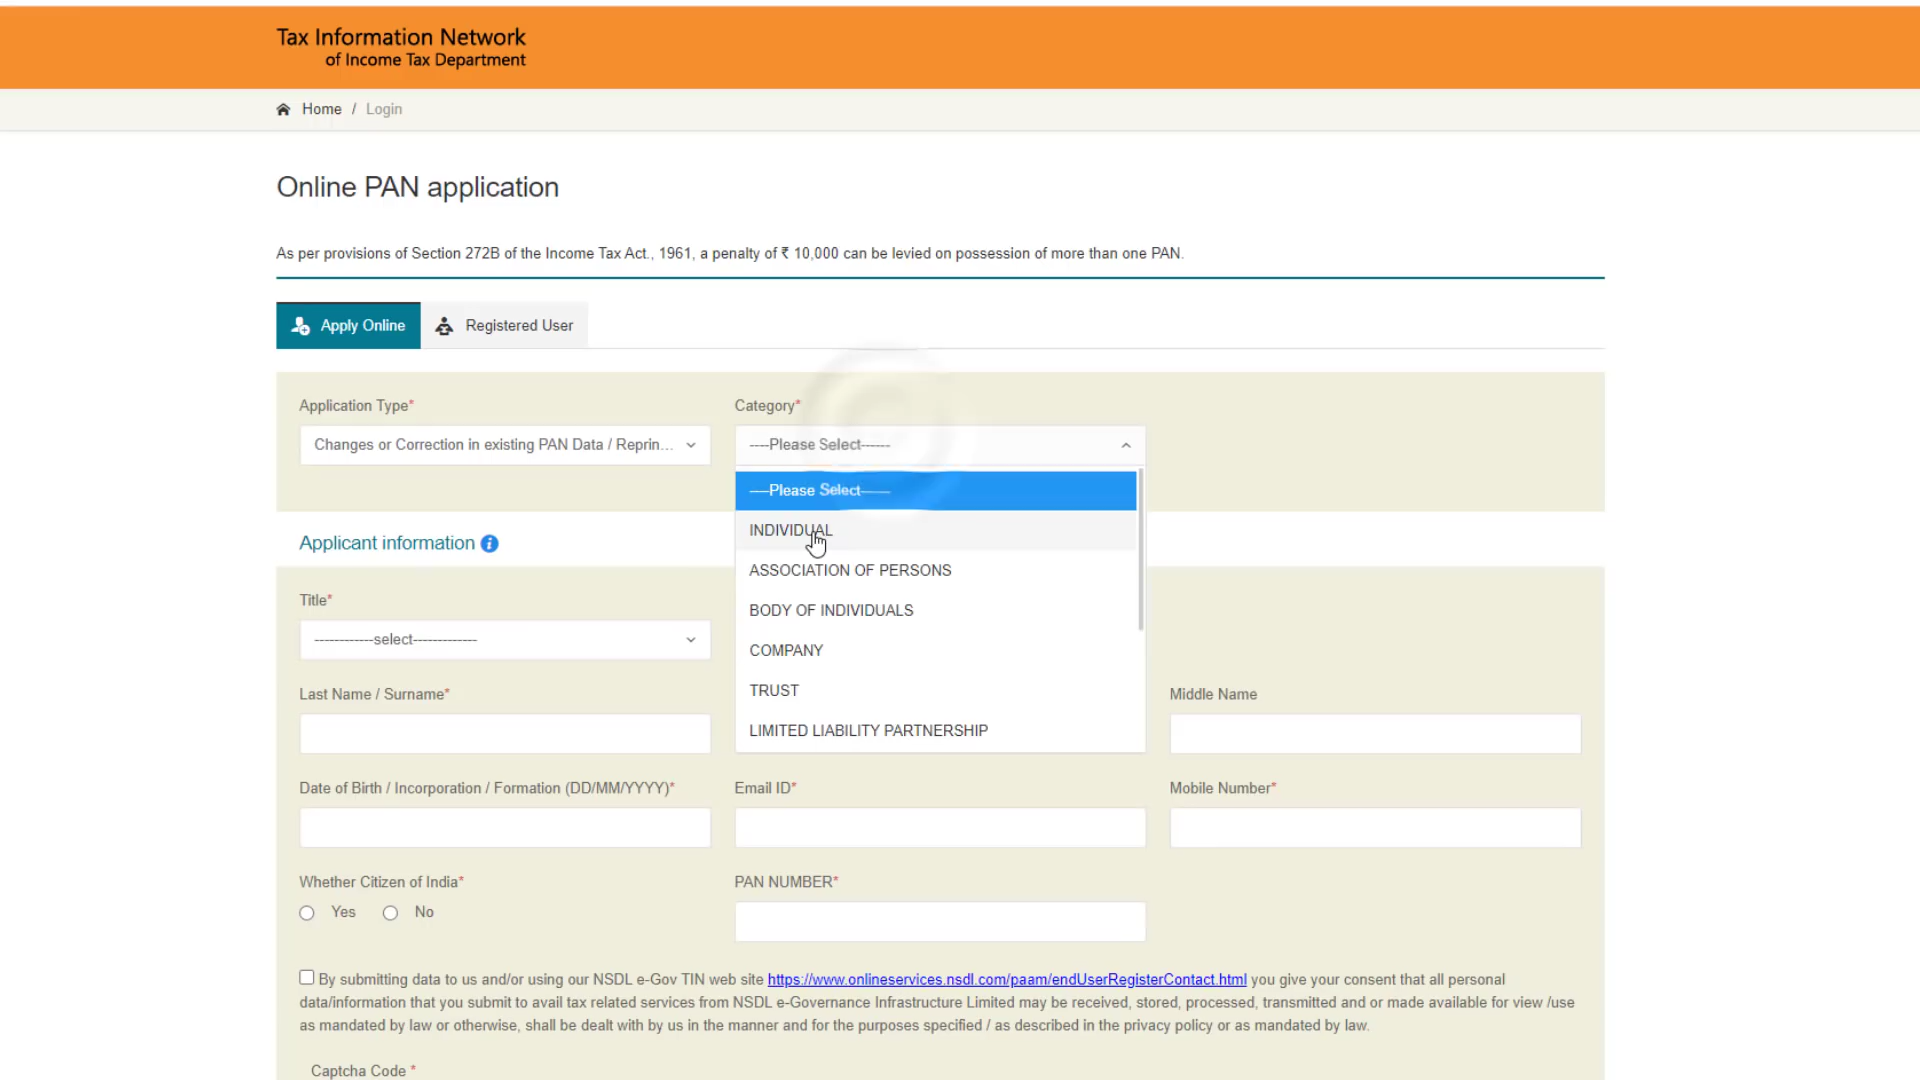 Tax Information Network
of Income Tax Department
Home / Login
Online PAN application
As per provisions of Section 272B of the Income Tax Act., 1961, a penalty of ₹ 10,000 can be levied on possession of more than one PAN.
Apply Online Registered User
Application Type* Category*
Changes or Correction in existing PAN Data / Reprin... ----Please Select------
----Please Select------
INDIVIDUAL
Applicant information
ASSOCIATION OF PERSONS
Title*
BODY OF INDIVIDUALS
------------select-------------
COMPANY
Last Name / Surname* TRUST Middle Name
LIMITED LIABILITY PARTNERSHIP
Date of Birth / Incorporation / Formation (DD/MM/YYYY)* Email ID* Mobile Number*
Whether Citizen of India* PAN NUMBER*
Yes No
By submitting data to us and/or using our NSDL e-Gov TIN web site https://www.onlineservices.nsdl.com/paam/endUserRegisterContact.html you give your consent that all personal
data/information that you submit to avail tax related services from NSDL e-Governance Infrastructure Limited may be received, stored, processed, transmitted and or made available for view /use
as mandated by law or otherwise, shall be dealt with by us in the manner and for the purposes specified / as described in the privacy policy or as mandated by law.
Captcha Code *